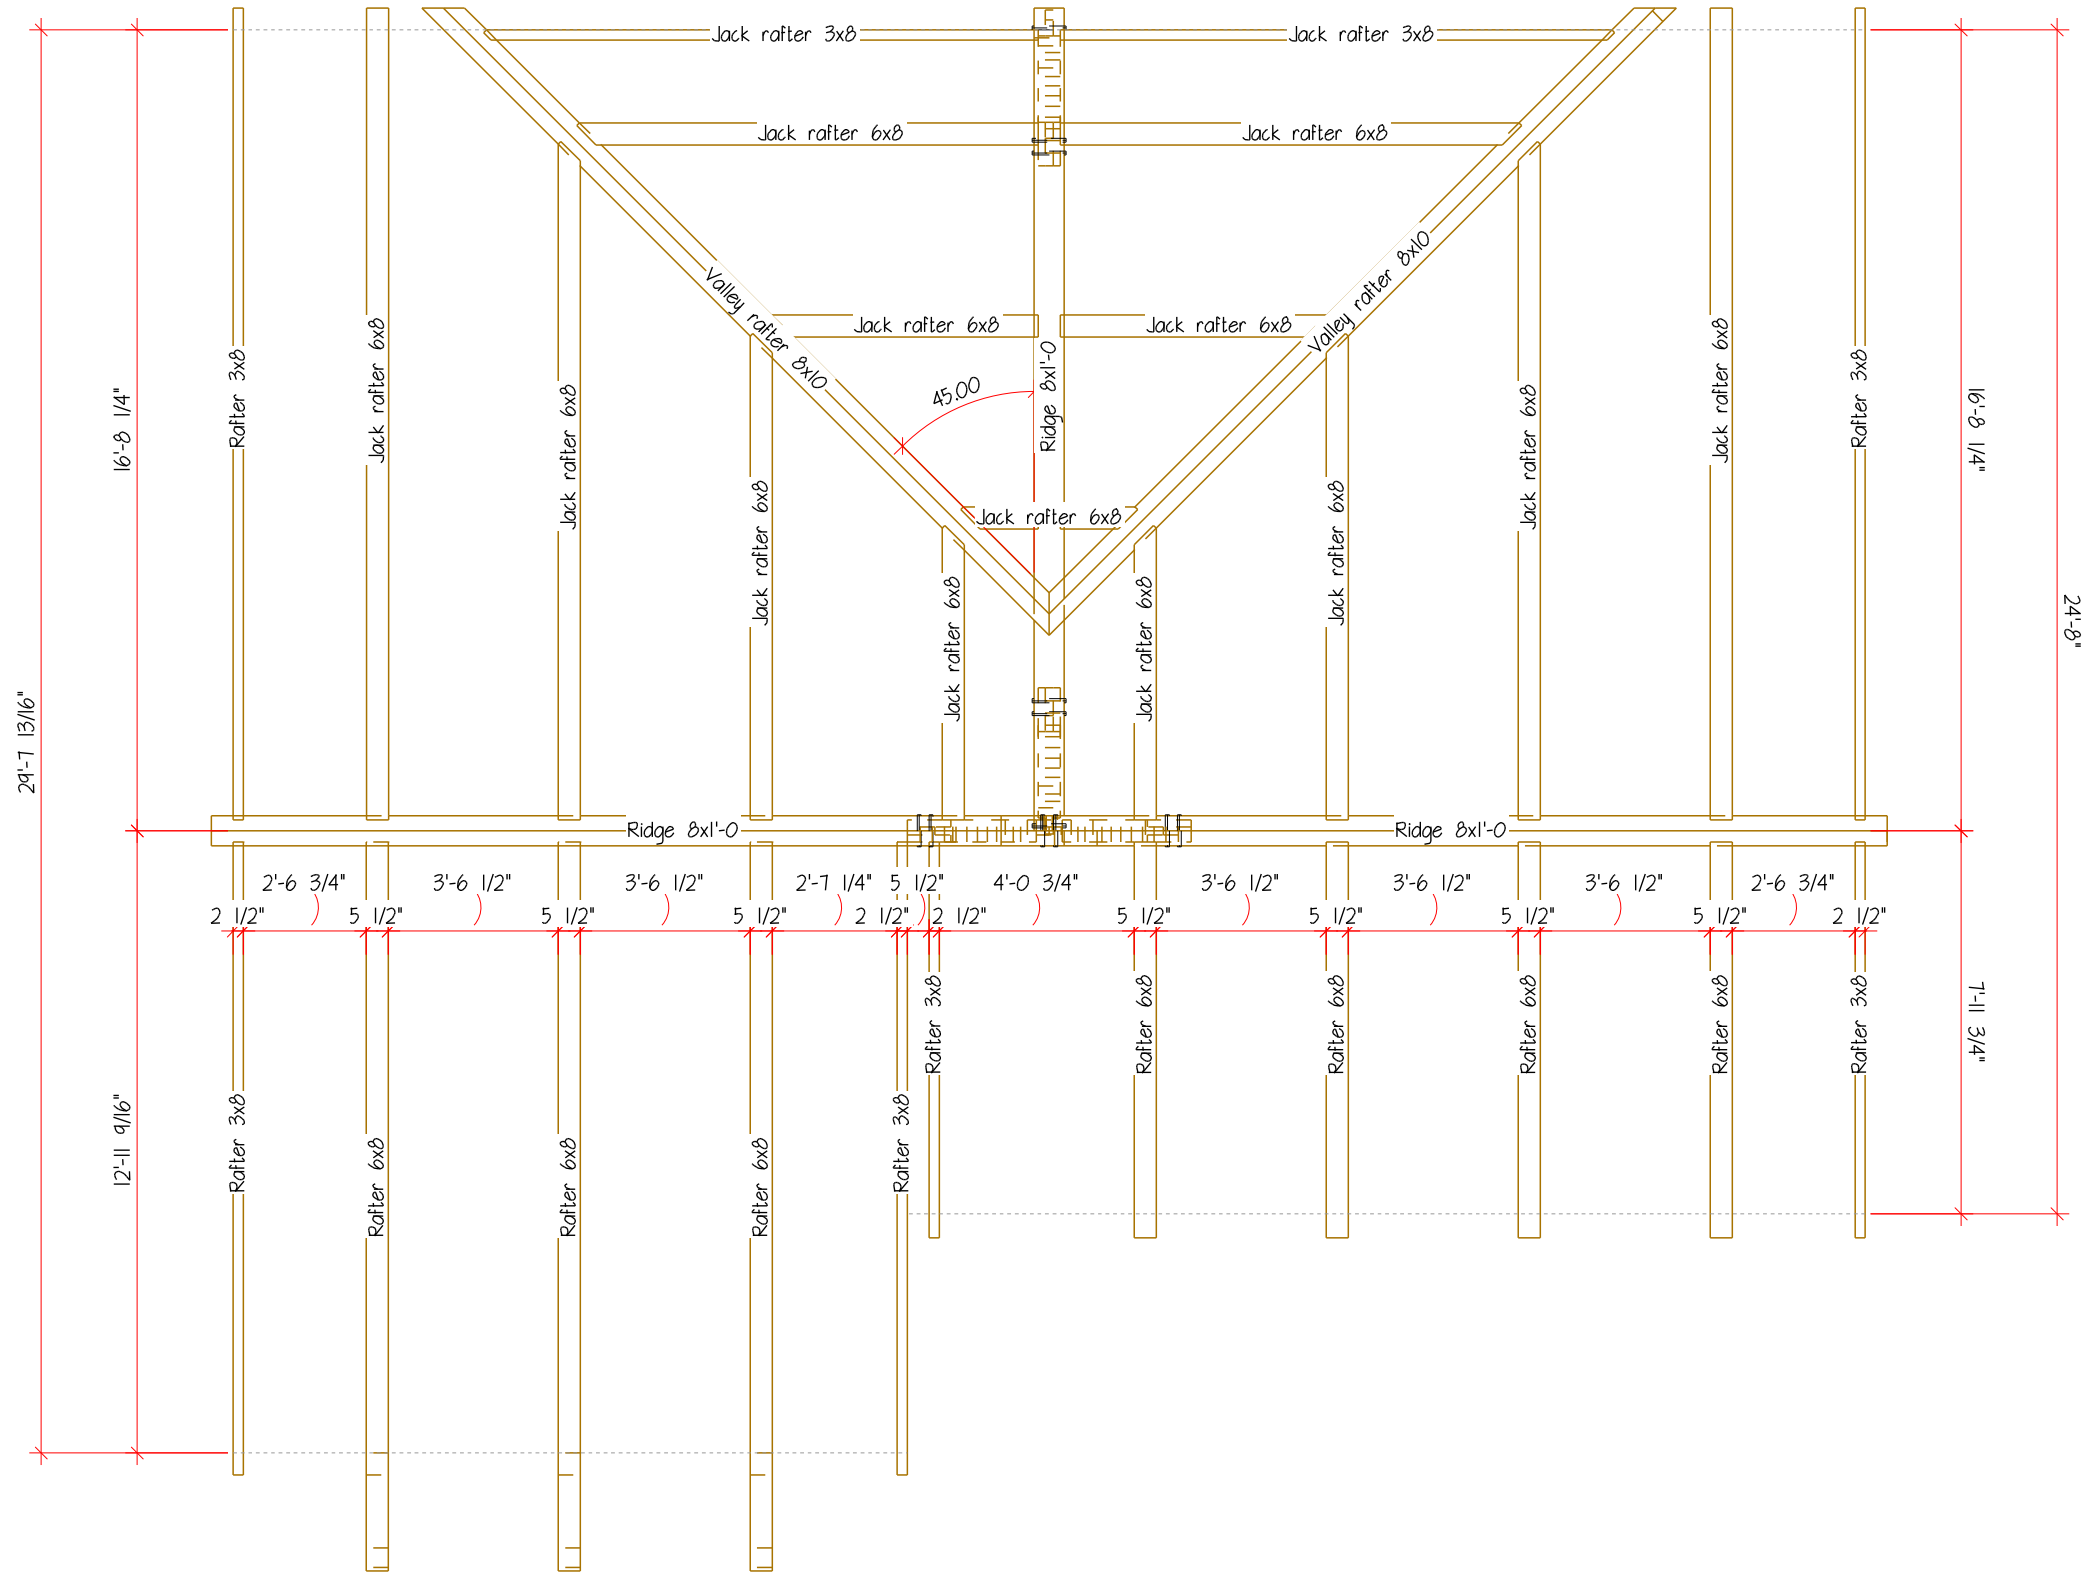 Jack rafter 3x8
Jack rafter 3x8
Jack rafter 6x8
Jack rafter 6x8
Valley rafter 8x10
Valley rafter 8x10
Jack rafter 6x8
Jack rafter 6x8
Rafter 3x8
Jack rafter 6x8
Jack rafter 6x8
Jack rafter 6x8
45.00
Ridge 8x1'-0
Jack rafter 6x8
Jack rafter 6x8
Jack rafter 6x8
Rafter 3x8
16'-8 1/4"
16'-8 1/4"
Jack rafter 6x8
Jack rafter 6x8
Jack rafter 6x8
24'-8"
29'-7 13/16"
Ridge 8x1'-0
Ridge 8x1'-0
2'-6 3/4"
3'-6 1/2"
3'-6 1/2"
2'-7 1/4"
5 1/2"
4'-0 3/4"
3'-6 1/2"
3'-6 1/2"
3'-6 1/2"
2'-6 3/4"
2 1/2"
5 1/2"
5 1/2"
5 1/2"
2 1/2"
2 1/2"
5 1/2"
5 1/2"
5 1/2"
5 1/2"
2 1/2"
Rafter 3x8
Rafter 6x8
Rafter 6x8
Rafter 6x8
Rafter 6x8
Rafter 3x8
7'-11 3/4"
12'-11 9/16"
Rafter 3x8
Rafter 6x8
Rafter 6x8
Rafter 6x8
Rafter 3x8